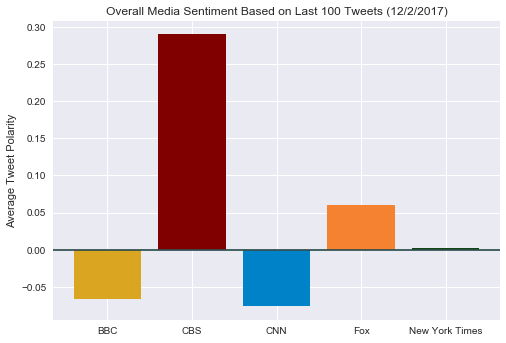 Overall Media Sentiment Based on Last 100 Tweets (12/2/2017)
Average Tweet Polarity
0.30
0.25
0.20
0.15
0.10
0.05
0.00
−0.05
BBC
CBS
CNN
Fox
New York Times